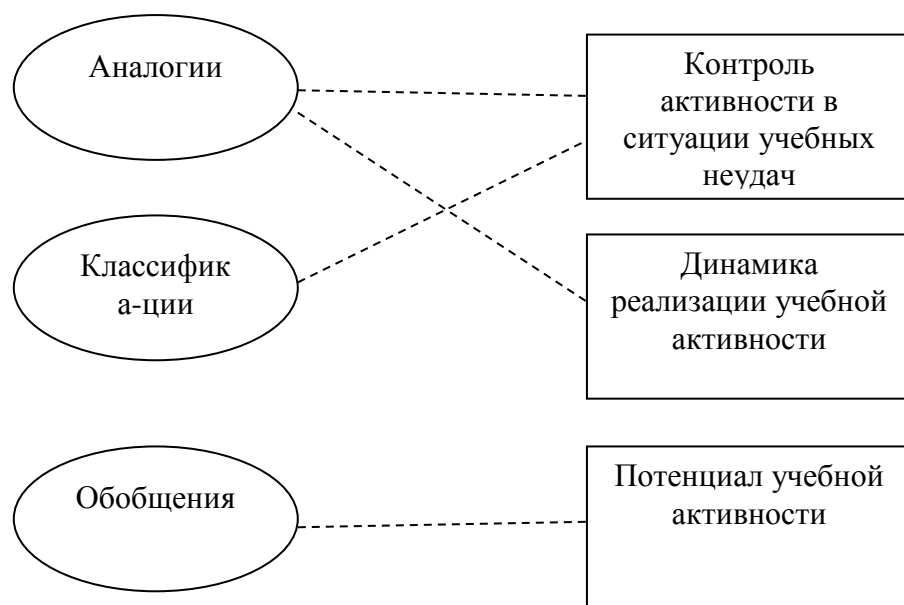 Аналогии
Контроль
активности в
ситуации учебных
неудач
Классифик
а-ции
Динамика
реализации учебной
активности
Обобщения
Потенциал учебной
активности